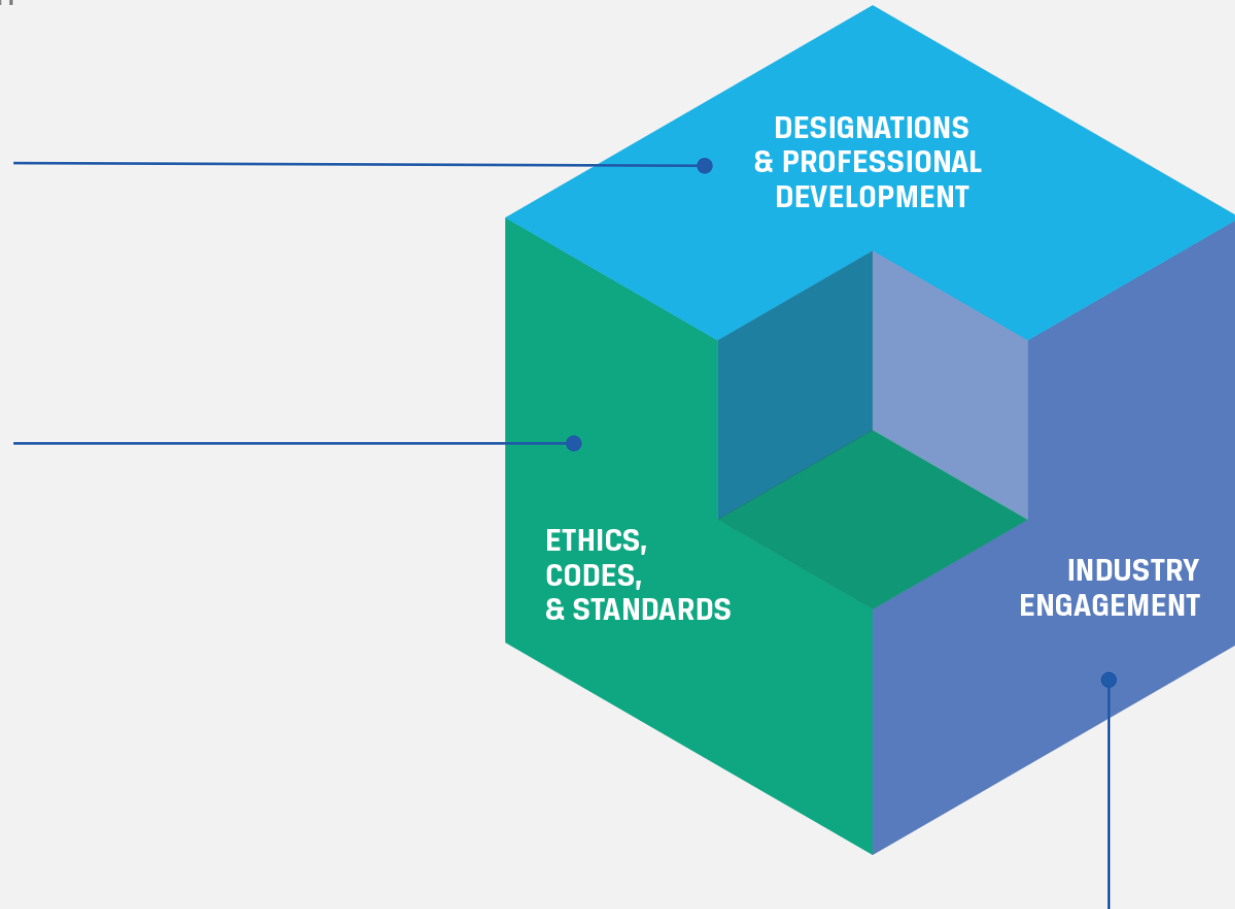 DESIGNATIONS
& PROFESSIONAL
DEVELOPMENT
ETHICS,
CODES,
& STANDARDS
INDUSTRY
ENGAGEMENT